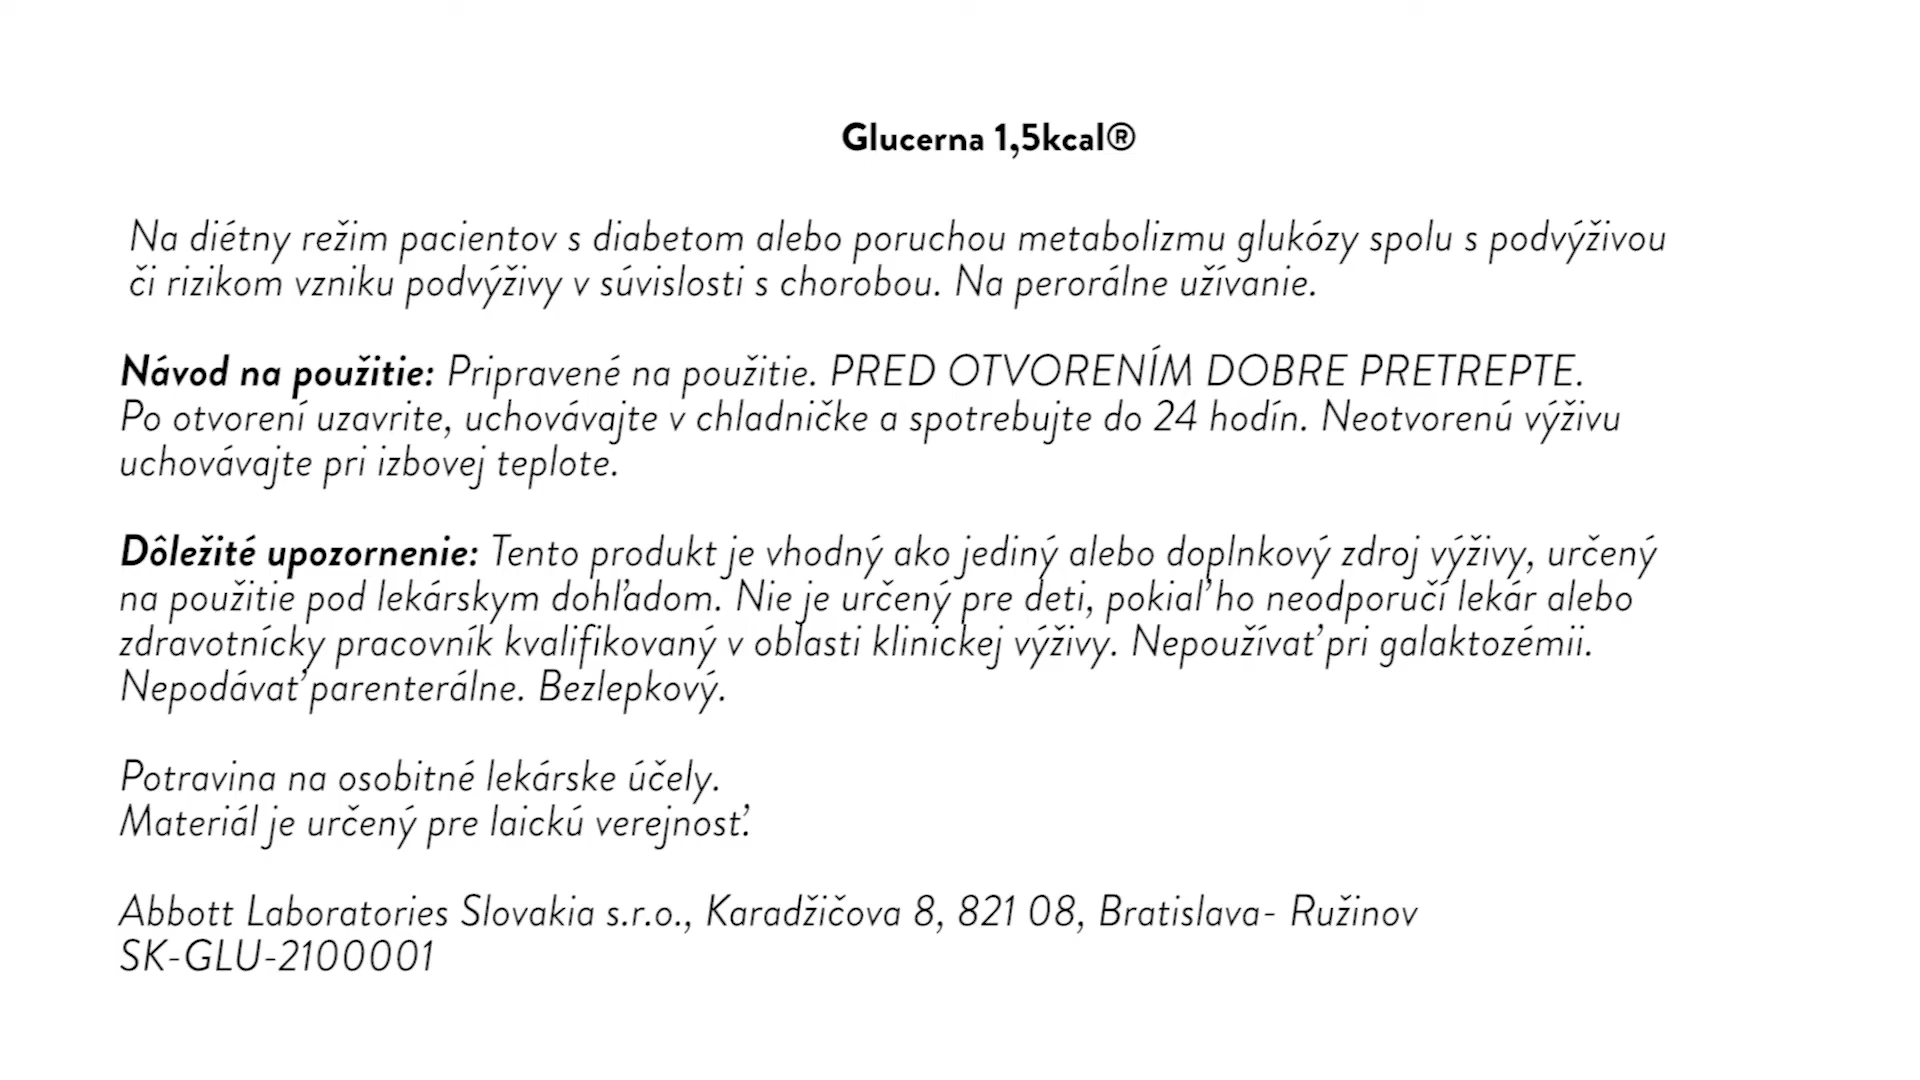 Glucerna 1,5kcal®
Na diétny režim pacientov s diabetom alebo poruchou metabolizmu glukózy spolu s podvýživou
či rizikom vzniku podvýživy v súvislosti s chorobou. Na perorálne užívanie.
Návod na použitie: Pripravené na použitie. PRED OTVORENÍM DOBRE PRETREPTE.
Po otvorení uzavrite, uchovávajte v chladničke a spotrebujte do 24 hodín. Neotvorenú výživu
uchovávajte pri izbovej teplote.
Dôležité upozornenie: Tento produkt je vhodný ako jediný alebo doplnkový zdroj výživy, určený
na použitie pod lekárskym dohľadom. Nie je určený pre deti, pokiaľ ho neodporučí lekár alebo
zdravotnícky pracovník kvalifikovaný v oblasti klinickej výživy. Nepoužívať pri galaktozémii.
Nepodávať parenterálne. Bezlepkový.
Potravina na osobitné lekárske účely.
Materiál je určený pre laickú verejnosť.
Abbott Laboratories Slovakia s.r.o., Karadžičova 8, 821 08, Bratislava- Ružinov
SK-GLU-2100001